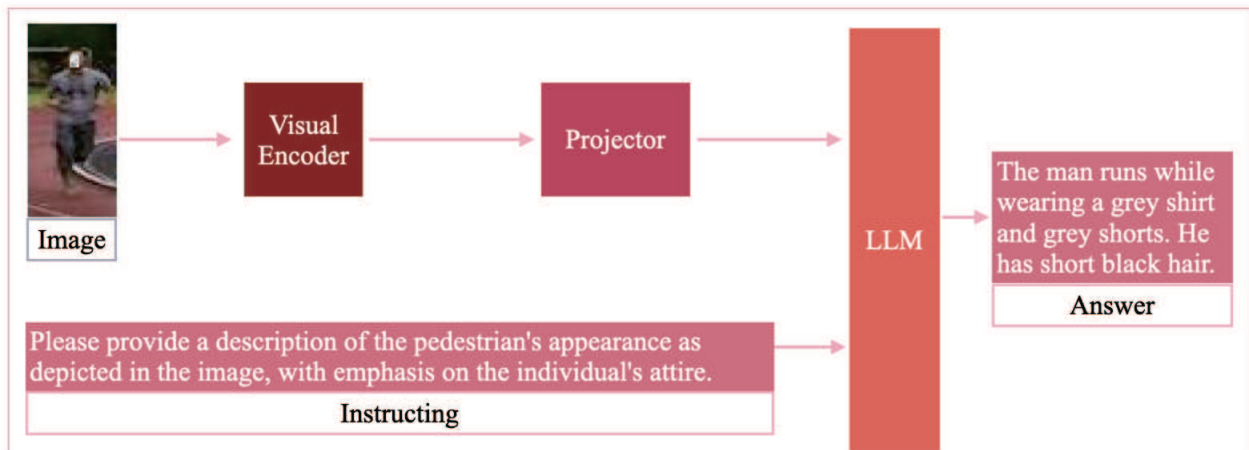 Image
Visual
Encoder
Projector
LLM
The man runs while
wearing a grey shirt
and grey shorts. He
has short black hair.
Answer
Please provide a description of the pedestrian's appearance as
depicted in the image, with emphasis on the individual's attire.
Instructing